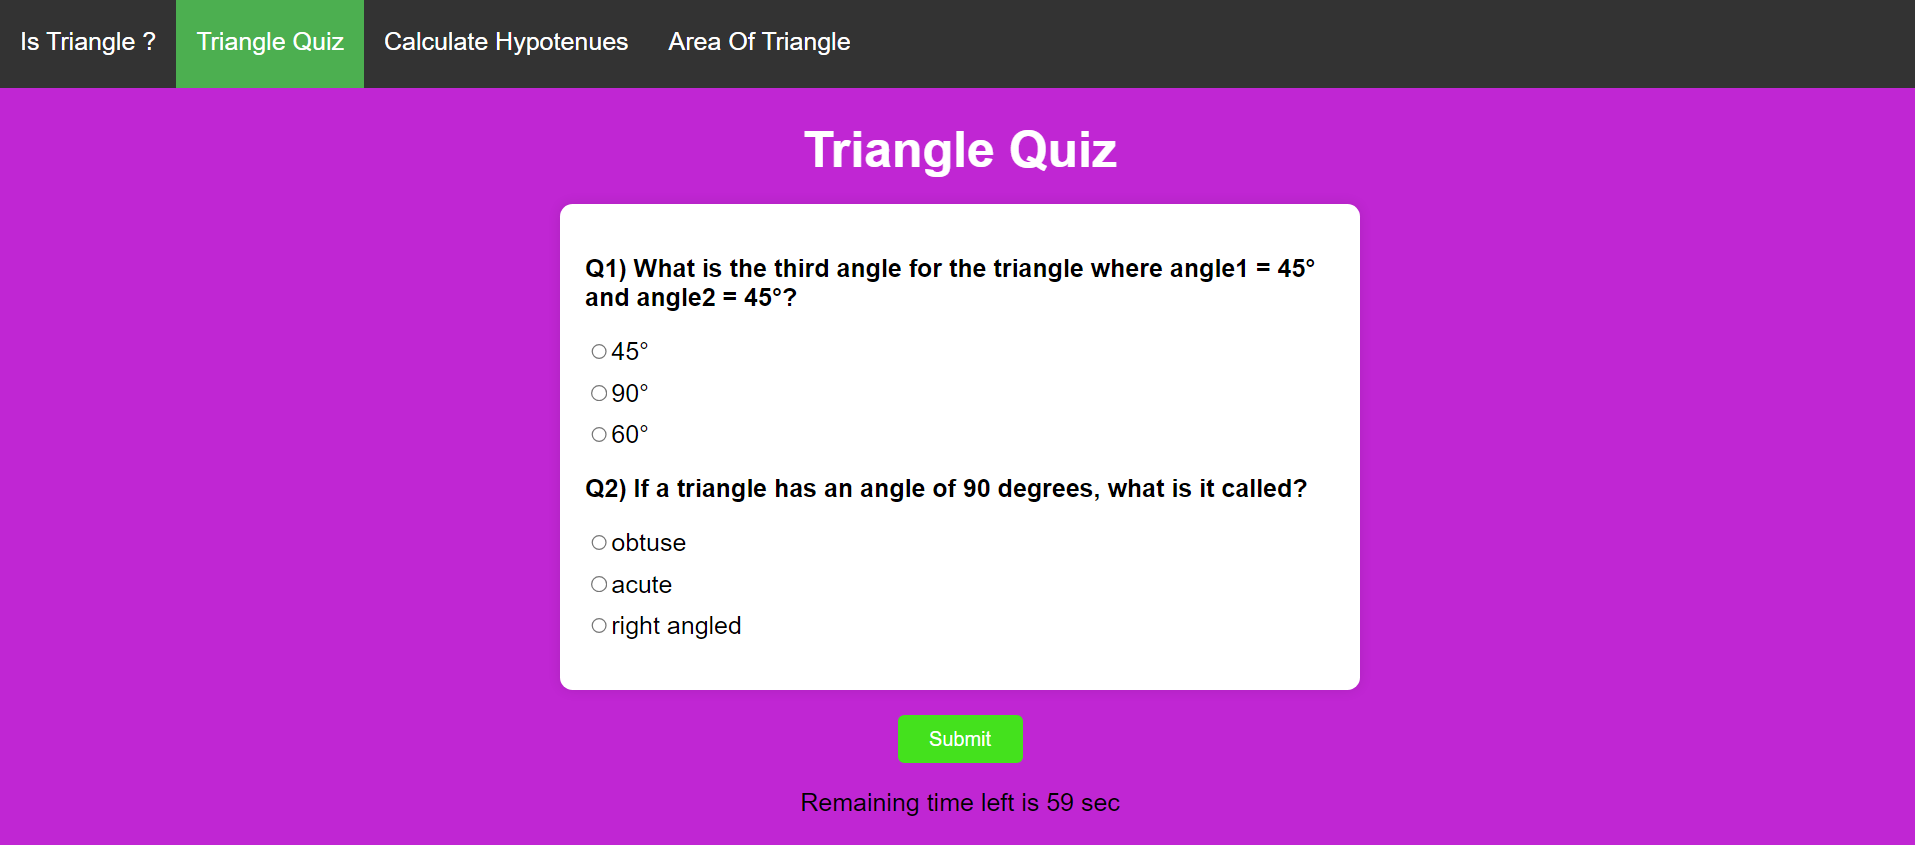 Is Triangle ? Triangle Quiz Calculate Hypotenues Area Of Triangle
Triangle Quiz
Q1) What is the third angle for the triangle where angle1 = 45°
and angle2 = 45°?
45°
90°
60°
Q2) If a triangle has an angle of 90 degrees, what is it called?
obtuse
acute
right angled
Submit
Remaining time left is 59 sec